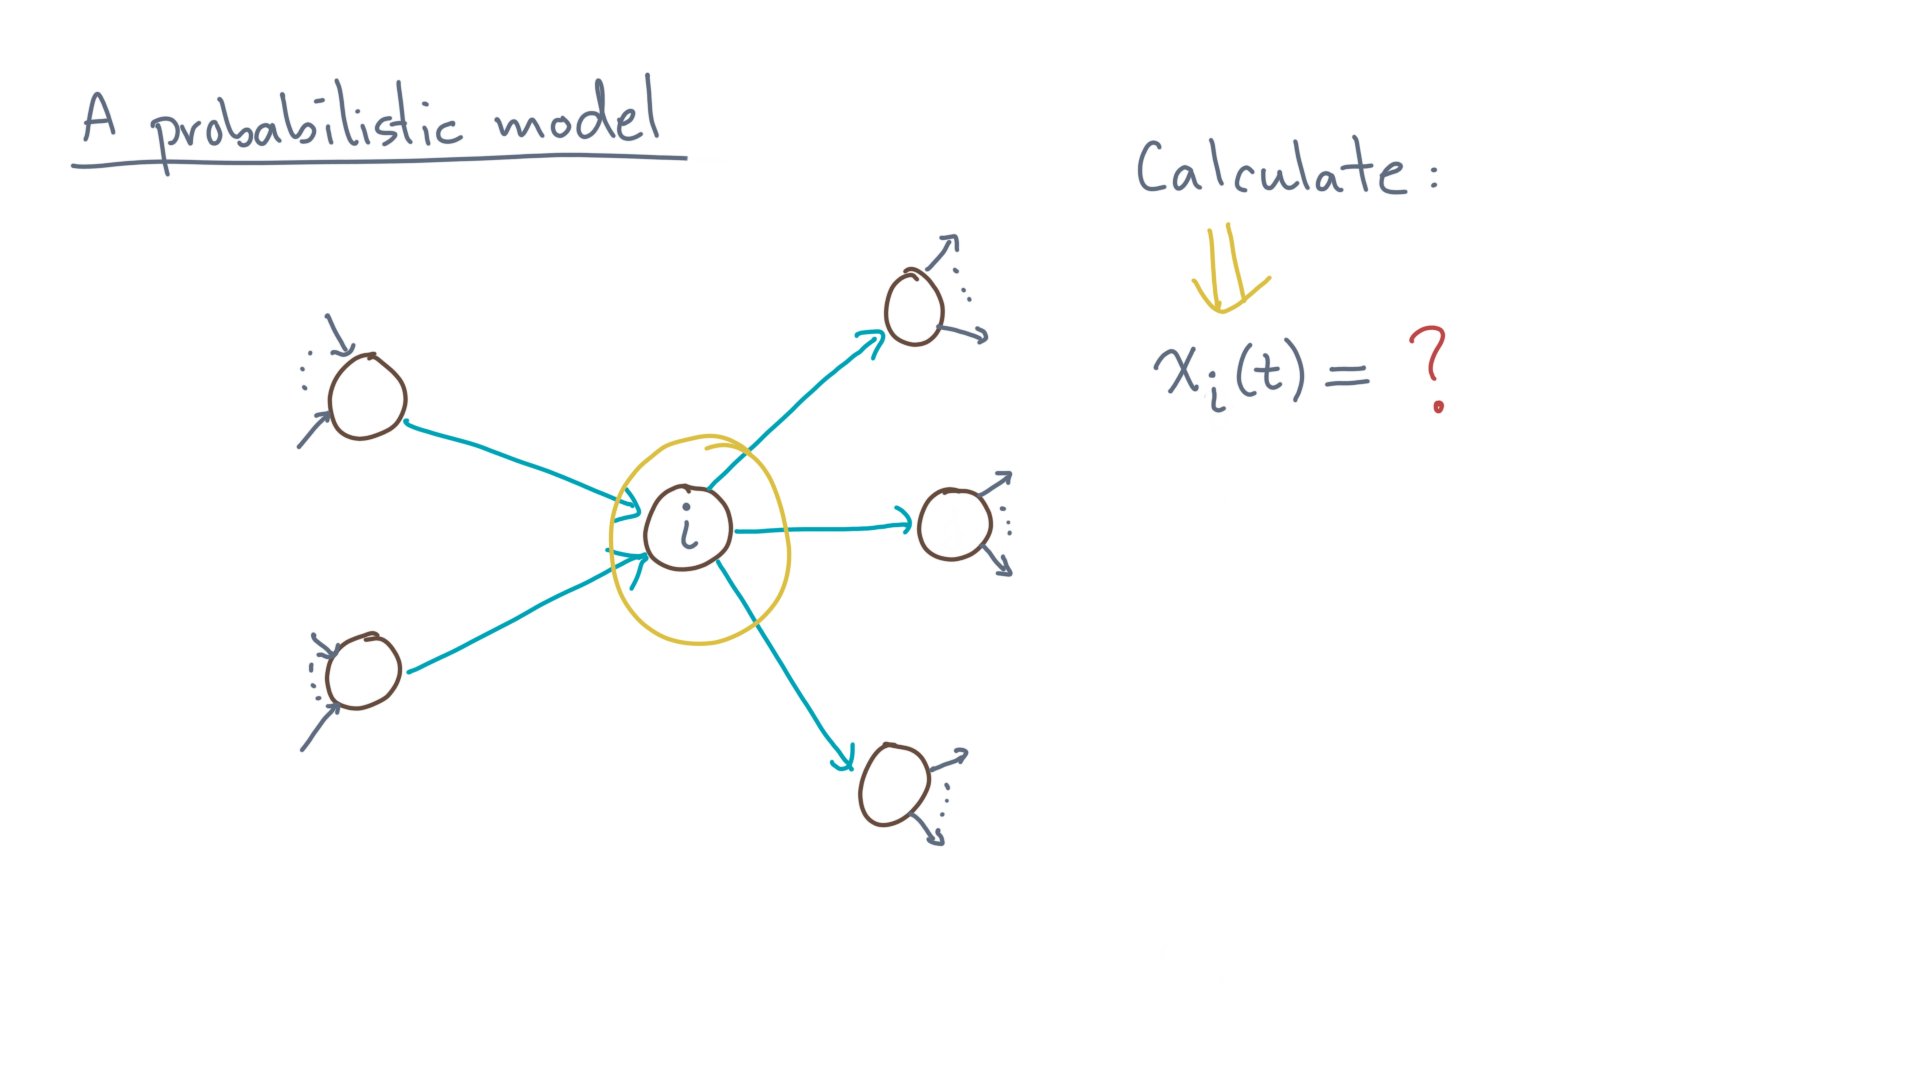 A probabilistic model
Calculate:
x_i(t) = ?
i